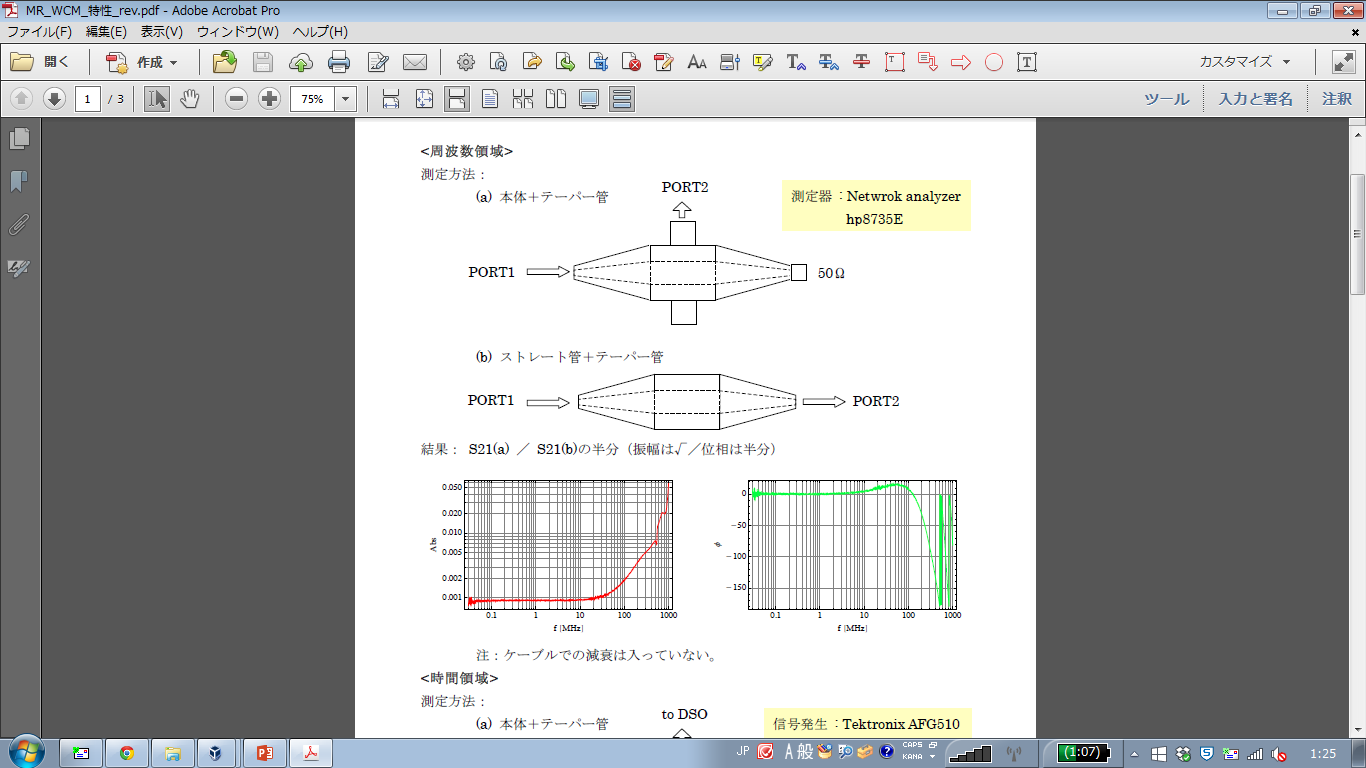 MR_WCM_特性_rev.pdf - Adobe Acrobat Pro
ファイル(F) 編集(E) 表示(V) ウィンドウ(W) ヘルプ(H)
開く 作成 カスタマイズ
1 / 3 75% ツール 入力と署名 注釈
<周波数領域>
測定方法：
(a) 本体＋テーパー管
PORT2
測定器：Netwrok analyzer
hp8735E
PORT1
50Ω
(b) ストレート管＋テーパー管
PORT1
PORT2
結果： S21(a) ／ S21(b)の半分（振幅は√／位相は半分）
0.050
0.020
0.010
0.005
0.002
0.001
Abs
0.1 1 10 100 1000
f [MHz]
0
−50
−100
−150
φ
0.1 1 10 100 1000
f [MHz]
注：ケーブルでの減衰は入っていない。
<時間領域>
測定方法：
(a) 本体＋テーパー管
to DSO
信号発生：Tektronix AFG510
JP A 般 CAPS KANA (1:07) 1:25